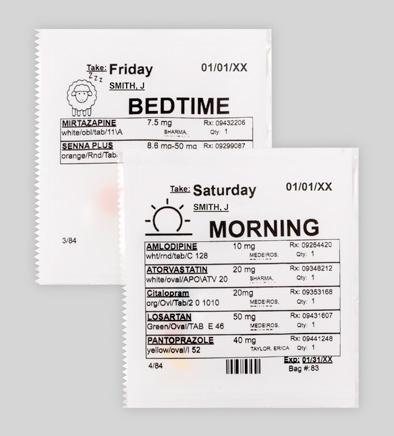 Take: Friday 01/01/XX
Z Z Z
SMITH, J
BEDTIME
MIRTAZAPINE 7.5 mg Rx: 09432206
white/obl/tab/11\A SHARMA, Qty: 1
SENNA PLUS 8.6 mg-50 mg Rx: 09299087
orange/Rnd/Tab
3/84
Take: Saturday 01/01/XX
SMITH, J
MORNING
AMLODIPINE 10 mg Rx: 09264420
wht/rnd/tab/C 128 MEDEIROS, Qty: 1
ATORVASTATIN 20 mg Rx: 09348212
white/oval/APO\ATV 20 SHARMA, Qty: 1
Citalopram 20mg Rx: 09353168
org/Ovl/Tab/2 0 1010 MEDEIROS, Qty: 1
LOSARTAN 50 mg Rx: 09431607
Green/Oval/TAB E 46 MEDEIROS, Qty: 1
PANTOPROZOLE 40 mg Rx: 09441248
yellow/oval/I 52 TAYLOR, ERICA Qty: 1
Exp: 01/31/XX
4/84 Bag #: 83